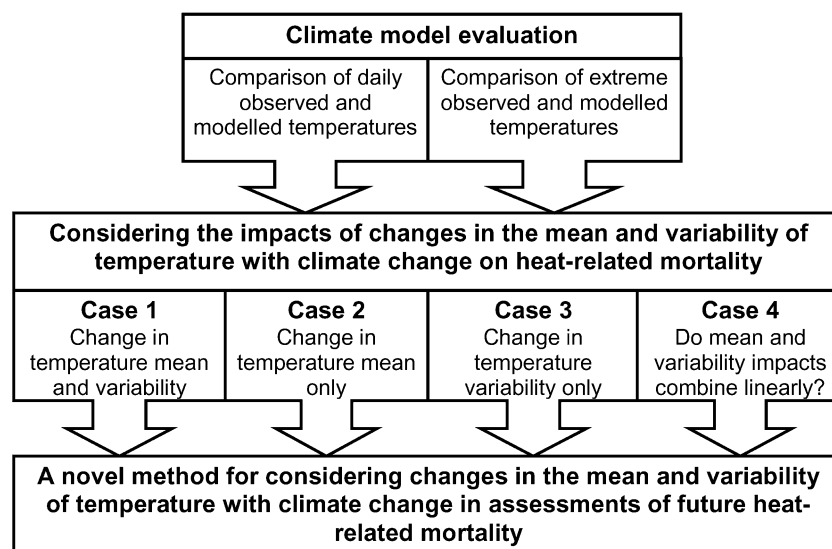 Climate model evaluation
Comparison of daily
observed and
modelled temperatures
Comparison of extreme
observed and modelled
temperatures
Considering the impacts of changes in the mean and variability of
temperature with climate change on heat-related mortality
Case 1
Change in
temperature mean
and variability
Case 2
Change in
temperature mean
only
Case 3
Change in
temperature
variability only
Case 4
Do mean and
variability impacts
combine linearly?
A novel method for considering changes in the mean and variability
of temperature with climate change in assessments of future heat-
related mortality